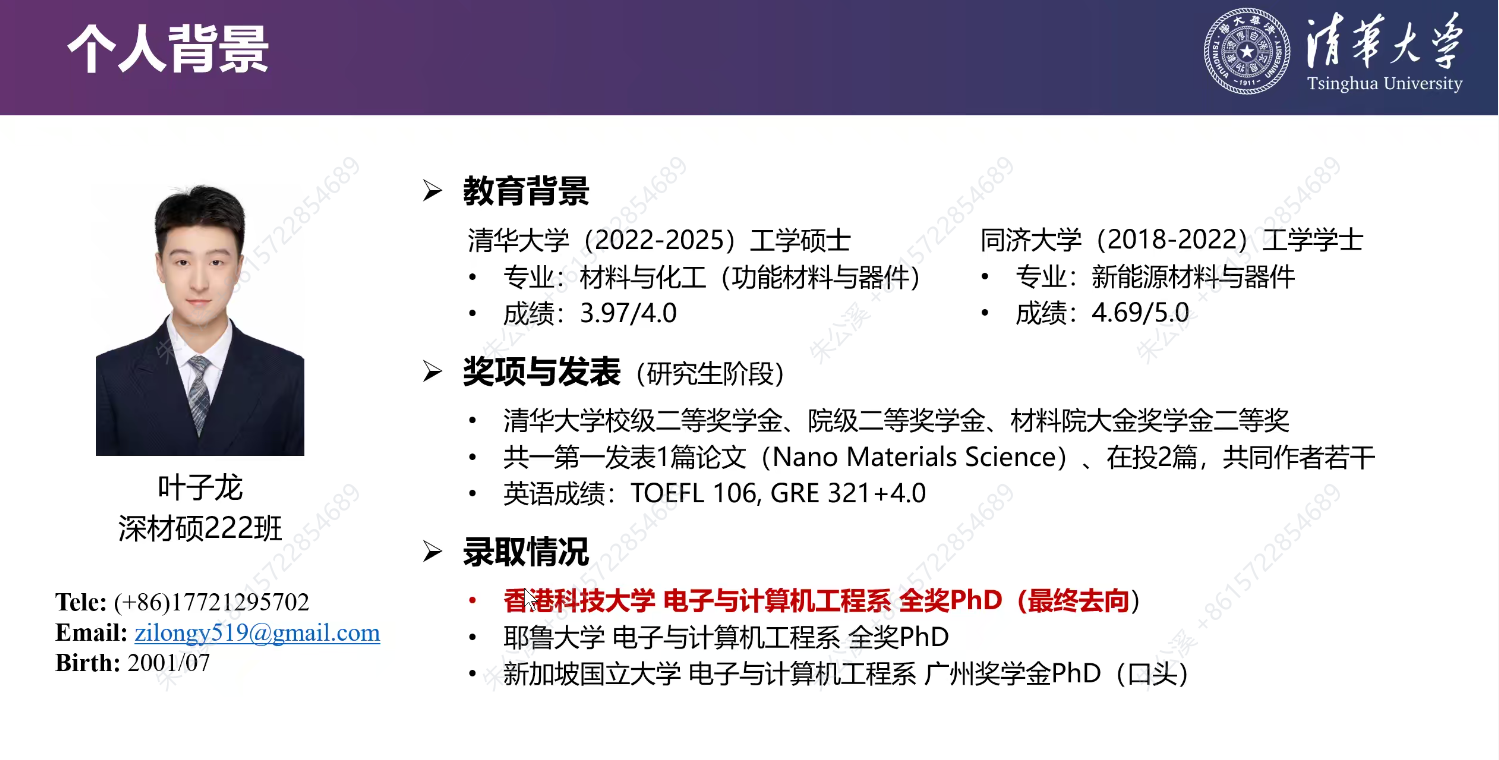 个人背景
清华大学
Tsinghua University
教育背景
清华大学（2022-2025）工学硕士
• 专业：材料与化工（功能材料与器件）
• 成绩：3.97/4.0
同济大学（2018-2022）工学学士
• 专业：新能源材料与器件
• 成绩：4.69/5.0
奖项与发表（研究生阶段）
• 清华大学校级二等奖学金、院级二等奖学金、材料院大金奖学金二等奖
• 共一第一发表1篇论文（Nano Materials Science）、在投2篇，共同作者若干
• 英语成绩：TOEFL 106, GRE 321+4.0
录取情况
• 香港科技大学 电子与计算机工程系 全奖PhD（最终去向）
• 耶鲁大学 电子与计算机工程系 全奖PhD
• 新加坡国立大学 电子与计算机工程系 广州奖学金PhD（口头）
叶子龙
深材硕222班
Tele: (+86)17721295702
Email: zilongy519@gmail.com
Birth: 2001/07
朱公溪 +8615722854689